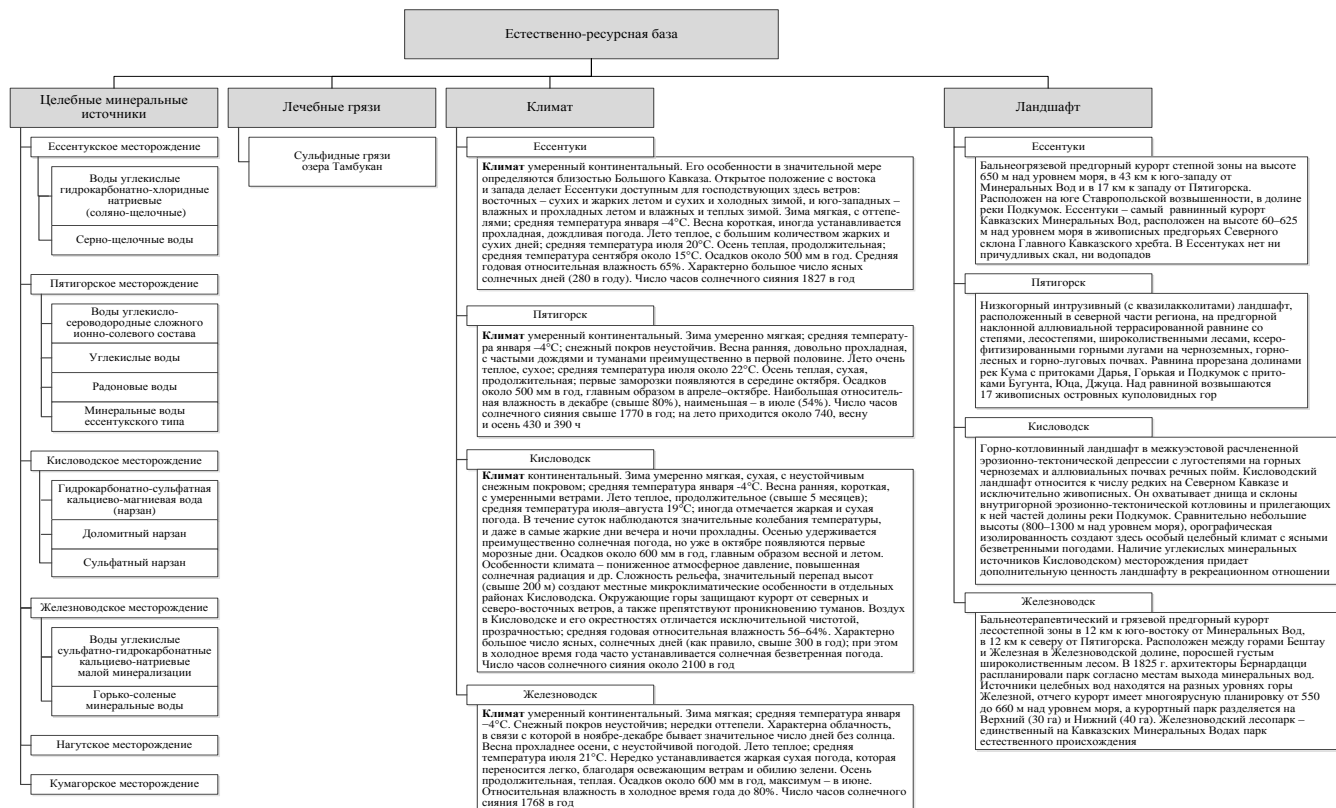 Естественно-ресурсная база
Целебные минеральные
источники
Ессентукское месторождение
Воды углекислые
гидрокарбонатно-хлоридные
натриевые
(соляно-щелочные)
Серно-щелочные воды
Пятигорское месторождение
Воды углекисло-
сероводородные сложного
ионно-солевого состава
Углекислые воды
Радоновые воды
Минеральные воды
ессентукского типа
Кисловодское месторождение
Гидрокарбонатно-сульфатная
кальциево-магниевая вода
(нарзан)
Доломитный нарзан
Сульфатный нарзан
Железноводское месторождение
Воды углекислые
сульфатно-гидрокарбонатные
кальциево-натриевые
малой минерализации
Горько-соленые
минеральные воды
Нагутское месторождение
Кумагорское месторождение
Лечебные грязи
Сульфидные грязи
озера Тамбукан
Климат
Ессентуки
Климат умеренный континентальный. Его особенности в значительной мере
определяются близостью Большого Кавказа. Открытое положение с востока
и запада делает Ессентуки доступным для господствующих здесь ветров:
восточных – сухих и жарких летом и сухих и холодных зимой, и юго-западных –
влажных и прохладных летом и влажных и теплых зимой. Зима мягкая, с оттепе-
лями; средняя температура января –4°С. Весна короткая, иногда устанавливается
прохладная, дождливая погода. Лето теплое, с большим количеством жарких и
сухих дней; средняя температура июля 20°С. Осень теплая, продолжительная;
средняя температура сентября около 15°С. Осадков около 500 мм в год. Средняя
годовая относительная влажность 65%. Характерно большое число ясных
солнечных дней (280 в году). Число часов солнечного сияния 1827 в год
Пятигорск
Климат умеренный континентальный. Зима умеренно мягкая; средняя температу-
ра января –4°С; снежный покров неустойчив. Весна ранняя, довольно прохладная,
с частыми дождями и туманами преимущественно в первой половине. Лето очень
теплое, сухое; средняя температура июля около 22°С. Осень теплая, сухая,
продолжительная; первые заморозки появляются в середине октября. Осадков
около 500 мм в год, главным образом в апреле–октябре. Наибольшая относитель-
ная влажность в декабре (свыше 80%), наименьшая – в июле (54%). Число часов
солнечного сияния свыше 1770 в год; на лето приходится около 740, весну
и осень 430 и 390 ч
Кисловодск
Климат континентальный. Зима умеренно мягкая, сухая, с неустойчивым
снежным покровом; средняя температура января -4°С. Весна ранняя, короткая,
с умеренными ветрами. Лето теплое, продолжительное (свыше 5 месяцев);
средняя температура июля–августа 19°С; иногда отмечается жаркая и сухая
погода. В течение суток наблюдаются значительные колебания температуры,
и даже в самые жаркие дни вечера и ночи прохладны. Осенью удерживается
преимущественно солнечная погода, но уже в октябре появляются первые
морозные дни. Осадков около 600 мм в год, главным образом весной и летом.
Особенности климата – пониженное атмосферное давление, повышенная
солнечная радиация и др. Сложность рельефа, значительный перепад высот
(свыше 200 м) создают местные микроклиматические особенности в отдельных
районах Кисловодска. Окружающие горы защищают курорт от северных и
северо-восточных ветров, а также препятствуют проникновению туманов. Воздух
в Кисловодске и его окрестностях отличается исключительной чистотой,
прозрачностью; средняя годовая относительная влажность 56–64%. Характерно
большое число ясных, солнечных дней (как правило, свыше 300 в год); при этом
в холодное время года часто устанавливается солнечная безветренная погода.
Число часов солнечного сияния около 2100 в год
Железноводск
Климат умеренный континентальный. Зима мягкая; средняя температура января
–4°С. Снежный покров неустойчив; нередки оттепели. Характерна облачность,
в связи с которой в ноябре-декабре бывает значительное число дней без солнца.
Весна прохладнее осени, с неустойчивой погодой. Лето теплое; средняя
температура июля 21°С. Нередко устанавливается жаркая сухая погода, которая
переносится легко, благодаря освежающим ветрам и обилию зелени. Осень
продолжительная, теплая. Осадков около 600 мм в год, максимум – в июне.
Относительная влажность в холодное время года до 80%. Число часов солнечного
сияния 1768 в год
Ландшафт
Ессентуки
Бальнеогрязевой предгорный курорт степной зоны на высоте
650 м над уровнем моря, в 43 км к юго-западу от
Минеральных Вод и в 17 км к западу от Пятигорска.
Расположен на юге Ставропольской возвышенности, в долине
реки Подкумок. Ессентуки – самый равнинный курорт
Кавказских Минеральных Вод, расположен на высоте 60–625
м над уровнем моря в живописных предгорьях Северного
склона Главного Кавказского хребта. В Ессентуках нет ни
причудливых скал, ни водопадов
Пятигорск
Низкогорный интрузивный (с квазилакколитами) ландшафт,
расположенный в северной части региона, на предгорной
наклонной аллювиальной террасированной равнине со
степями, лесостепями, широколиственными лесами, ксеро-
фитизированными горными лугами на черноземных, горно-
лесных и горно-луговых почвах. Равнина прорезана долинами
рек Кума с притоками Дарья, Горькая и Подкумок с прито-
ками Бугунта, Юца, Джуца. Над равниной возвышаются
17 живописных островных куполовидных гор
Кисловодск
Горно-котловинный ландшафт в межкуэстовой расчлененной
эрозионно-тектонической депрессии с лугостепями на горных
черноземах и аллювиальных почвах речных пойм. Кисловодский
ландшафт относится к числу редких на Северном Кавказе и
исключительно живописных. Он охватывает днища и склоны
внутригорной эрозионно-тектонической котловины и прилегающих
к ней частей долины реки Подкумок. Сравнительно небольшие
высоты (800–1300 м над уровнем моря), орографическая
изолированность создают здесь особый целебный климат с ясными
безветренными погодами. Наличие углекислых минеральных
источников Кисловодском) месторождения придает
дополнительную ценность ландшафту в рекреационном отношении
Железноводск
Бальнеотерапевтический и грязевой предгорный курорт
лесостепной зоны в 12 км к юго-востоку от Минеральных Вод,
в 12 км к северу от Пятигорска. Расположен между горами Бештау
и Железная в Железноводской долине, поросшей густым
широколиственным лесом. В 1825 г. архитекторы Бернардацци
распланировали парк согласно местам выхода минеральных вод.
Источники целебных вод находятся на разных уровнях горы
Железной, отчего курорт имеет многоярусную планировку от 550
до 660 м над уровнем моря, а курортный парк разделяется на
Верхний (30 га) и Нижний (40 га). Железноводский лесопарк –
единственный на Кавказских Минеральных Водах парк
естественного происхождения